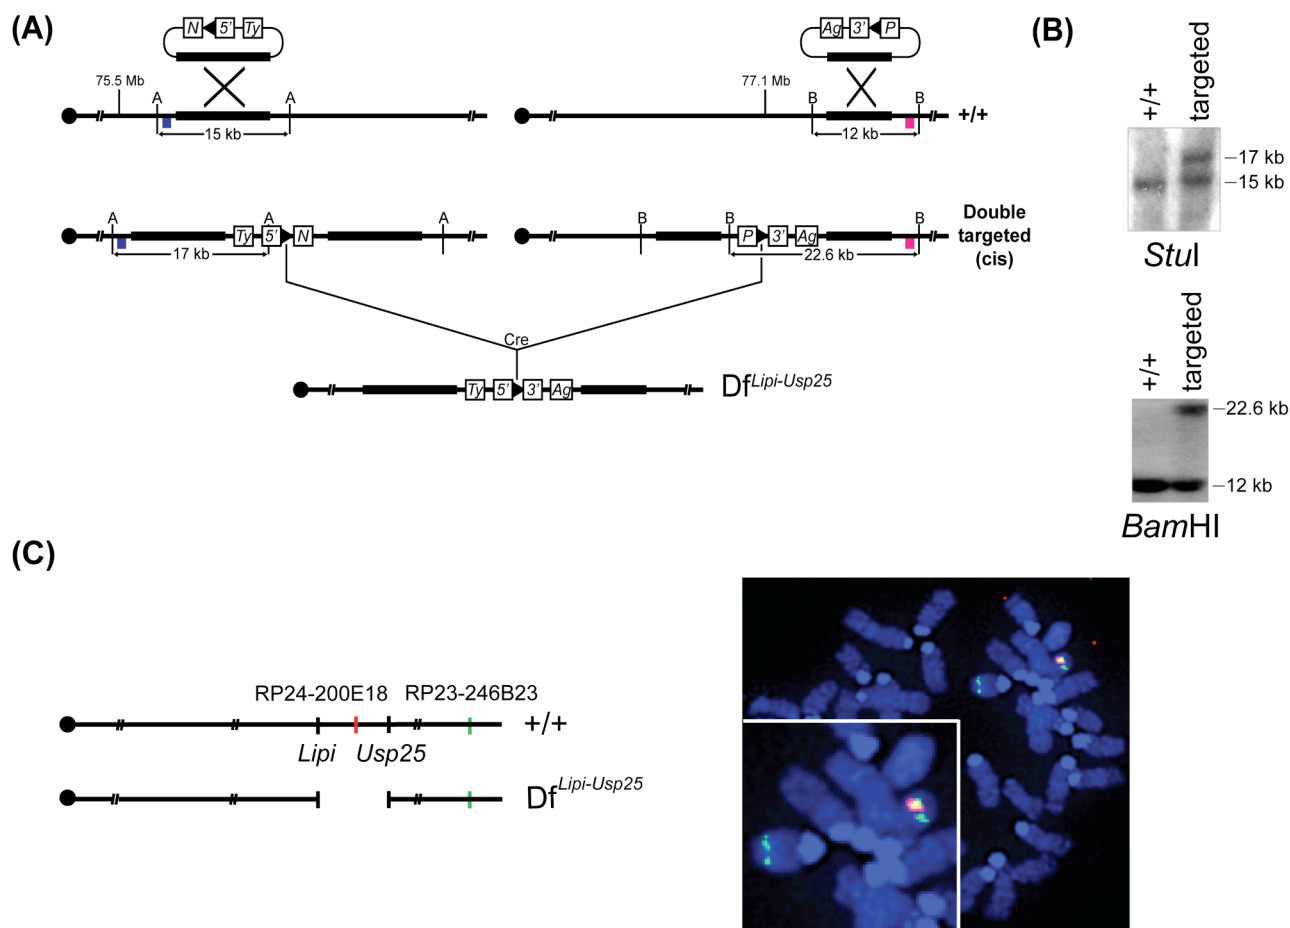 (A)
N 5' Ty
Ag 3' P
75.5 Mb A A
77.1 Mb B B
15 kb
12 kb
+/+
A A A
Ty 5' N
17 kb
B B B
P 3' Ag
22.6 kb
Double
targeted
(cis)
Cre
Ty 5' 3' Ag
Df Lipi-Usp25
(B)
+/+
targeted
17 kb
15 kb
StuI
+/+
targeted
22.6 kb
12 kb
BamHI
(C)
RP24-200E18 RP23-246B23
+/+
Lipi Usp25
Df Lipi-Usp25